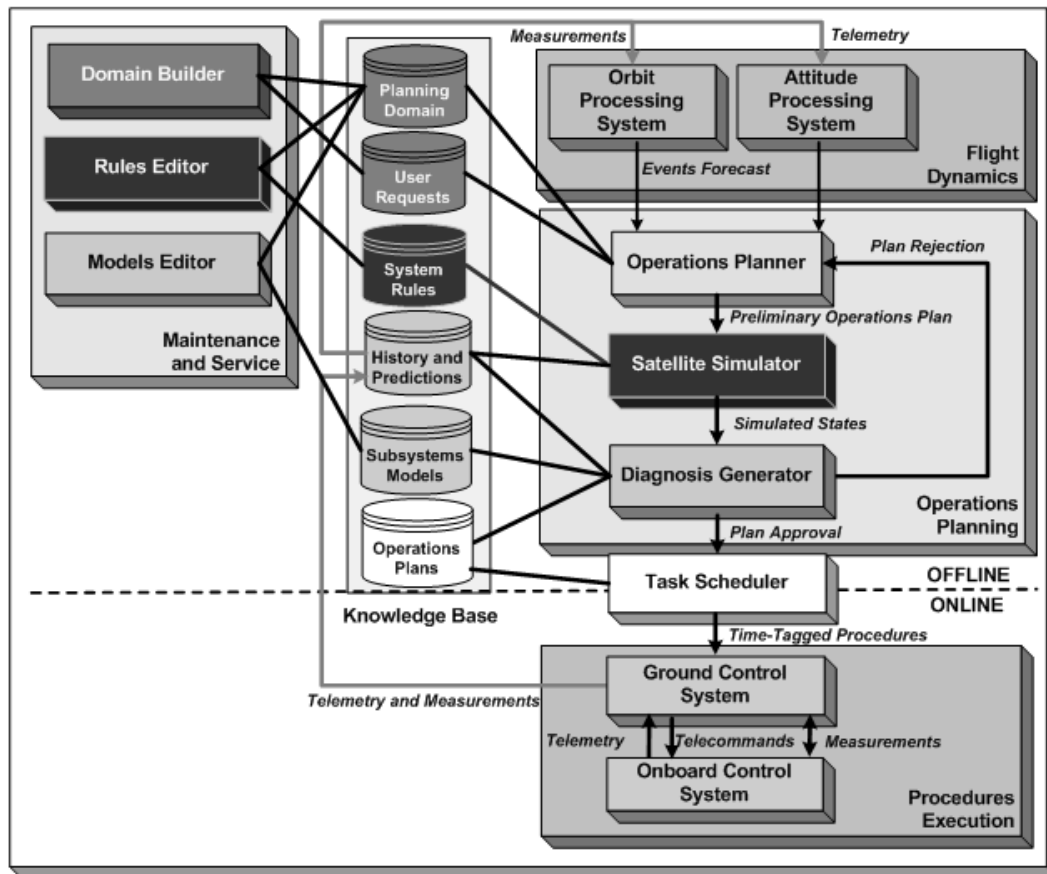 Measurements
Telemetry
Domain Builder
Rules Editor
Models Editor
Maintenance
and Service
Planning
Domain
User
Requests
System
Rules
History and
Predictions
Subsystems
Models
Operations
Plans
Knowledge Base
Orbit
Processing
System
Attitude
Processing
System
Events Forecast
Flight
Dynamics
Operations Planner
Plan Rejection
Preliminary Operations Plan
Satellite Simulator
Simulated States
Diagnosis Generator
Operations
Planning
Plan Approval
Task Scheduler
OFFLINE
ONLINE
Time-Tagged Procedures
Telemetry and Measurements
Ground Control
System
Telemetry
Telecommands
Measurements
Onboard Control
System
Procedures
Execution